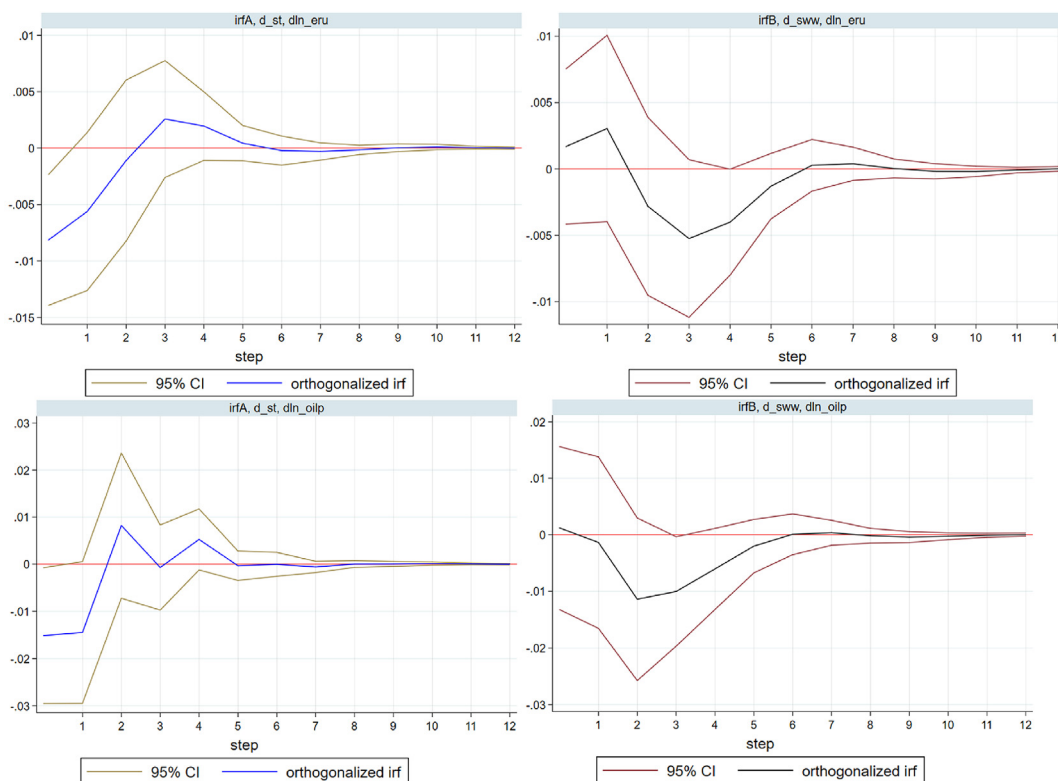 irfA, d_st, dln_eru
.01
.005
0
-.005
-.01
-.015
1 2 3 4 5 6 7 8 9 10 11 12
step
95% CI orthogonalized irf
irfB, d_sww, dln_eru
.01
.005
0
-.005
-.01
1 2 3 4 5 6 7 8 9 10 11 12
step
95% CI orthogonalized irf
irfA, d_st, dln_oilp
.03
.02
.01
0
-.01
-.02
-.03
1 2 3 4 5 6 7 8 9 10 11 12
step
95% CI orthogonalized irf
irfB, d_sww, dln_oilp
.02
.01
0
-.01
-.02
-.03
1 2 3 4 5 6 7 8 9 10 11 12
step
95% CI orthogonalized irf